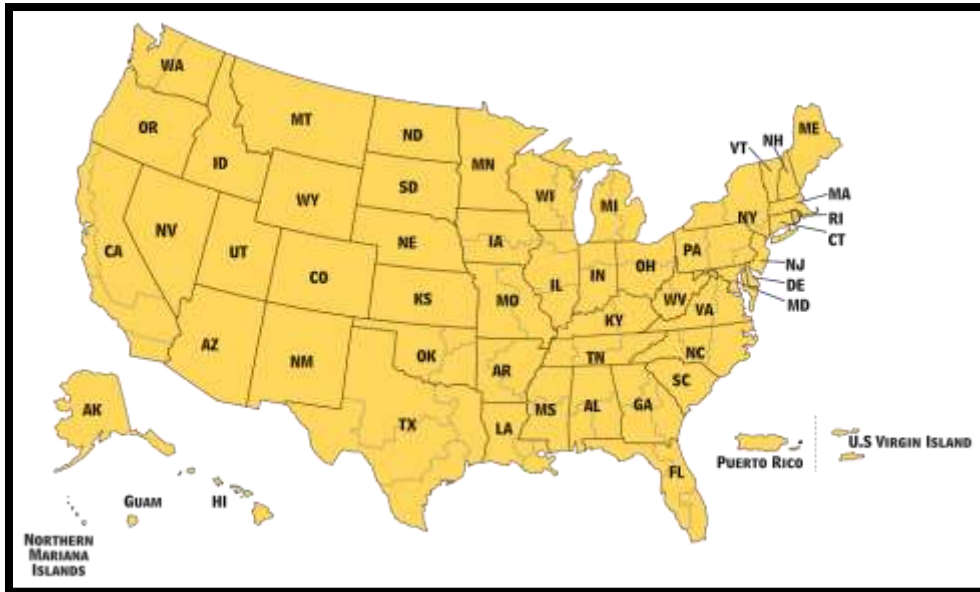 WA
MT
ND
OR
ID
MN
SD
WY
WI
MI
ME
VT
NH
MA
NY
RI
CT
NV
CA
UT
NE
IA
CO
IL
IN
OH
PA
NJ
DE
MD
KS
MO
WV
VA
KY
AZ
NM
OK
AR
TN
NC
SC
MS
AL
GA
TX
LA
FL
AK
HI
GUAM
NORTHERN
MARIANA
ISLANDS
PUERTO RICO
U.S VIRGIN ISLAND